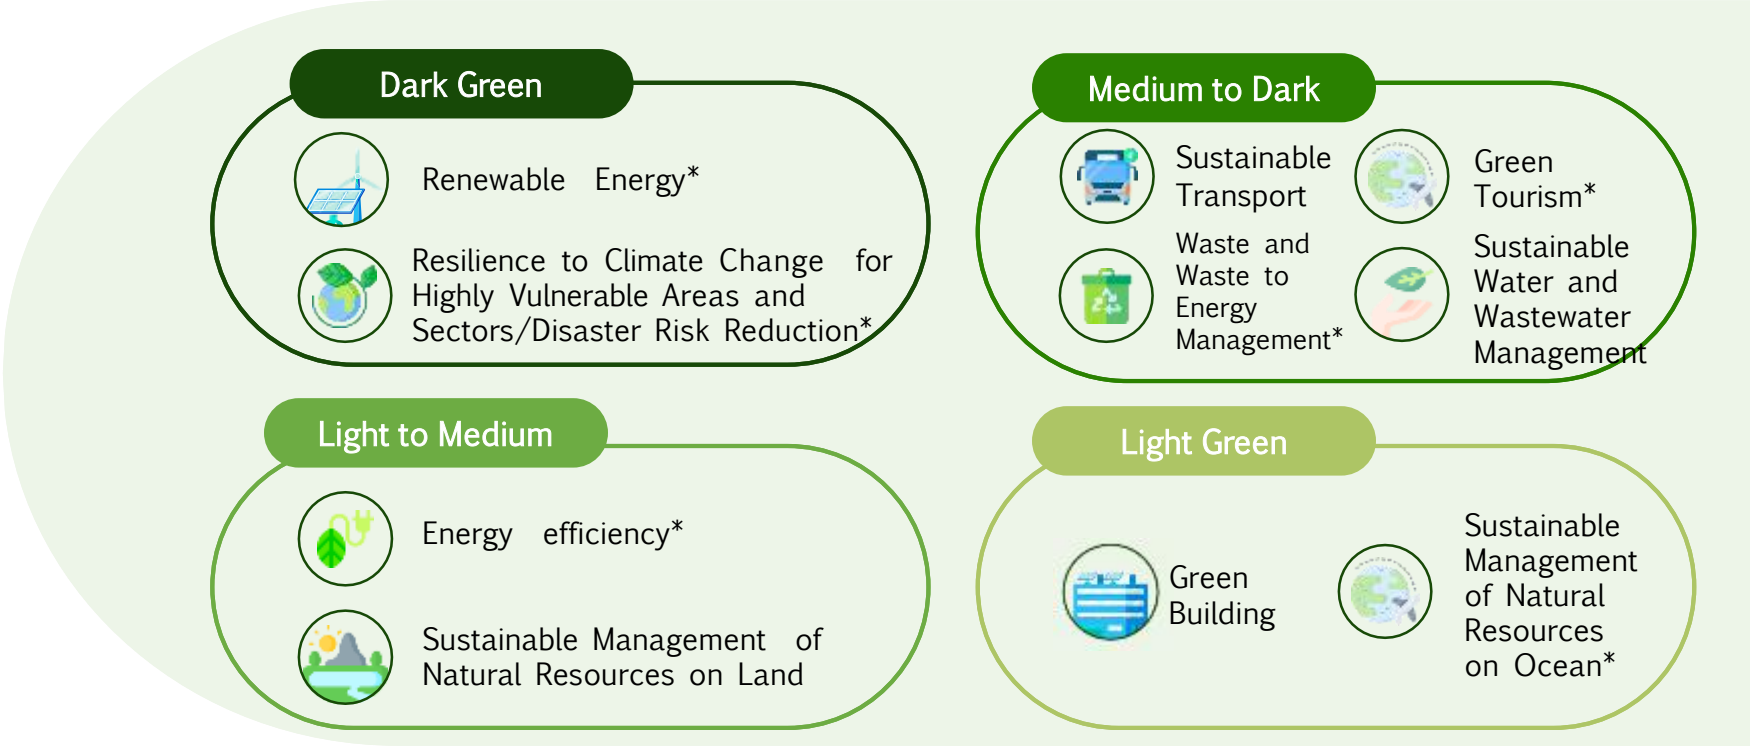 Dark Green
Renewable Energy*
Resilience to Climate Change for
Highly Vulnerable Areas and
Sectors/Disaster Risk Reduction*
Medium to Dark
Sustainable
Transport
Green
Tourism*
Waste and
Waste to
Energy
Management*
Sustainable
Water and
Wastewater
Management
Light to Medium
Energy efficiency*
Sustainable Management of
Natural Resources on Land
Light Green
Green
Building
Sustainable
Management
of Natural
Resources
on Ocean*